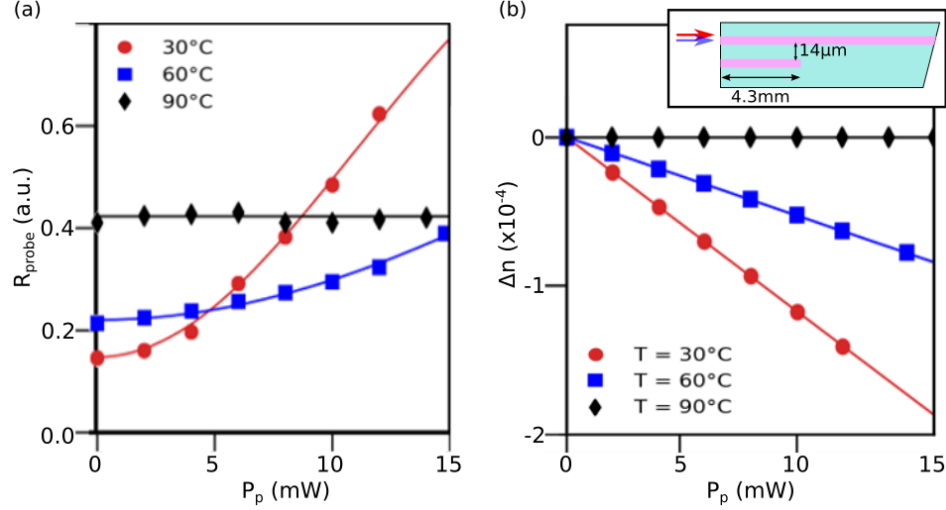 (a)
30°C
60°C
90°C
0.6
0.4
0.2
0.0
R_probe (a.u.)
0 5 10 15
P_p (mW)
(b)
14μm
4.3mm
0
-1
-2
Δn (x10⁻⁴)
T = 30°C
T = 60°C
T = 90°C
0 5 10 15
P_p (mW)